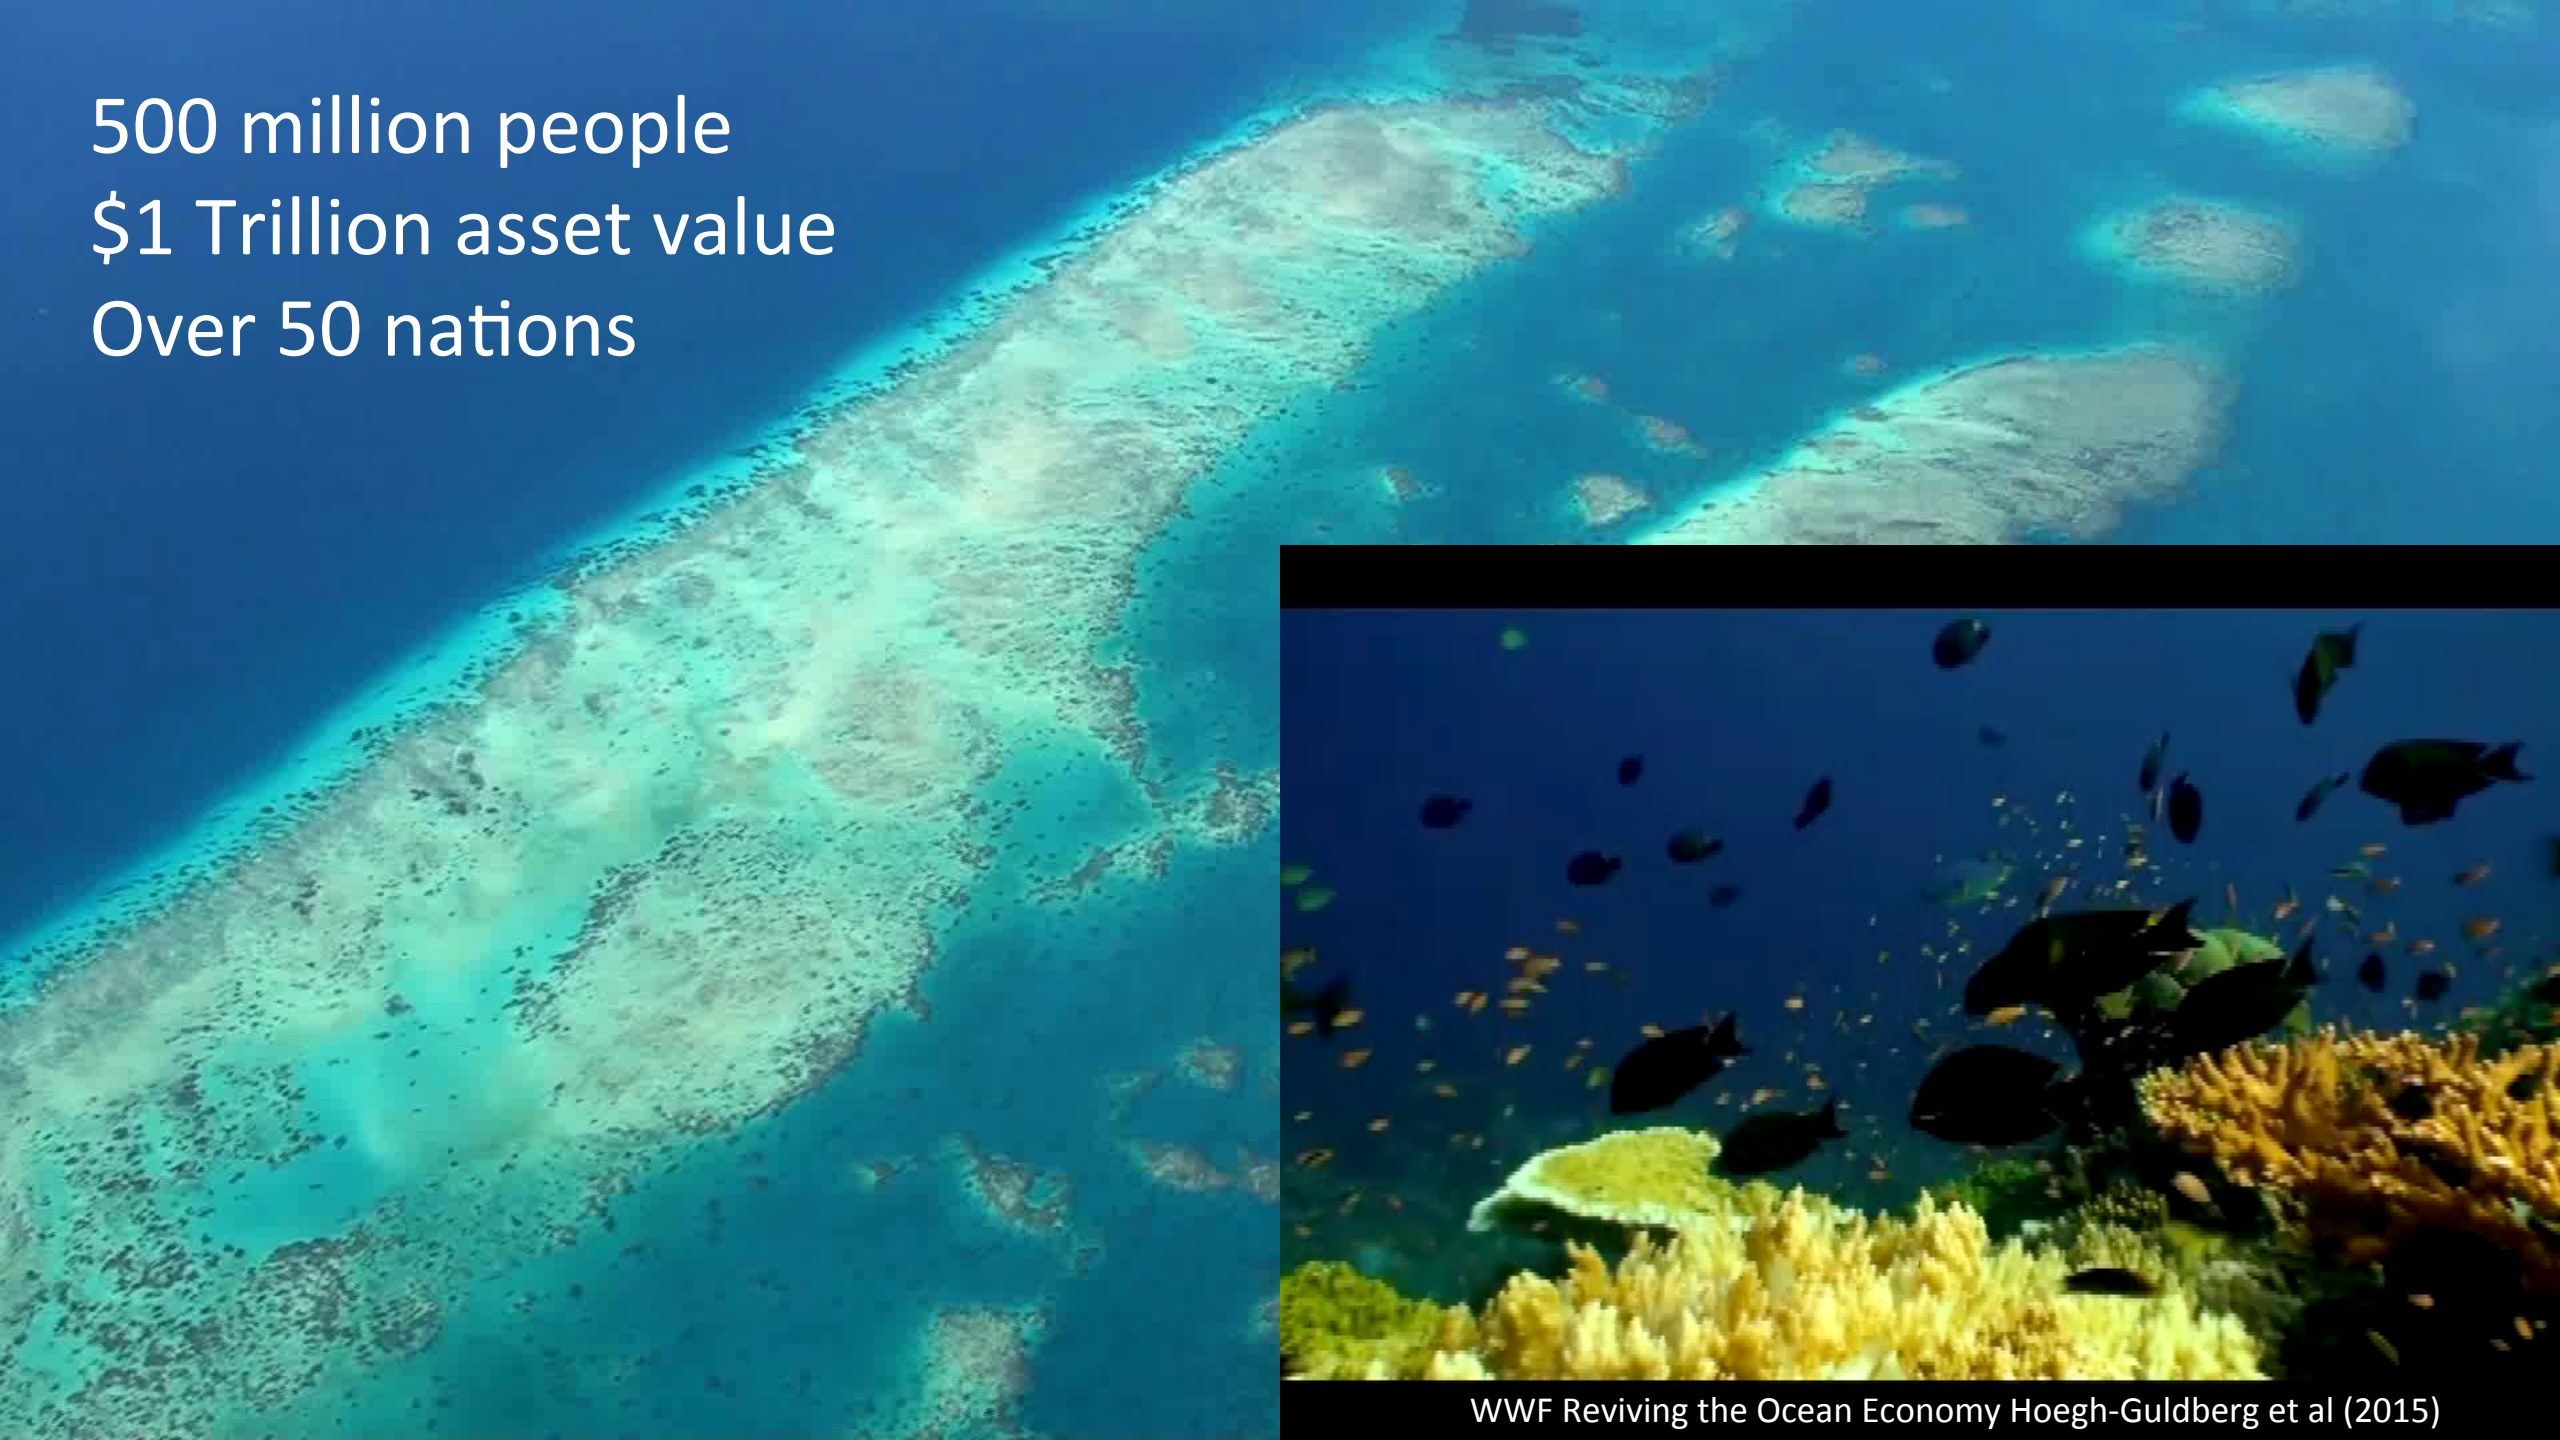 500 million people
$1 Trillion asset value
Over 50 nations
WWF Reviving the Ocean Economy Hoegh-Guldberg et al (2015)